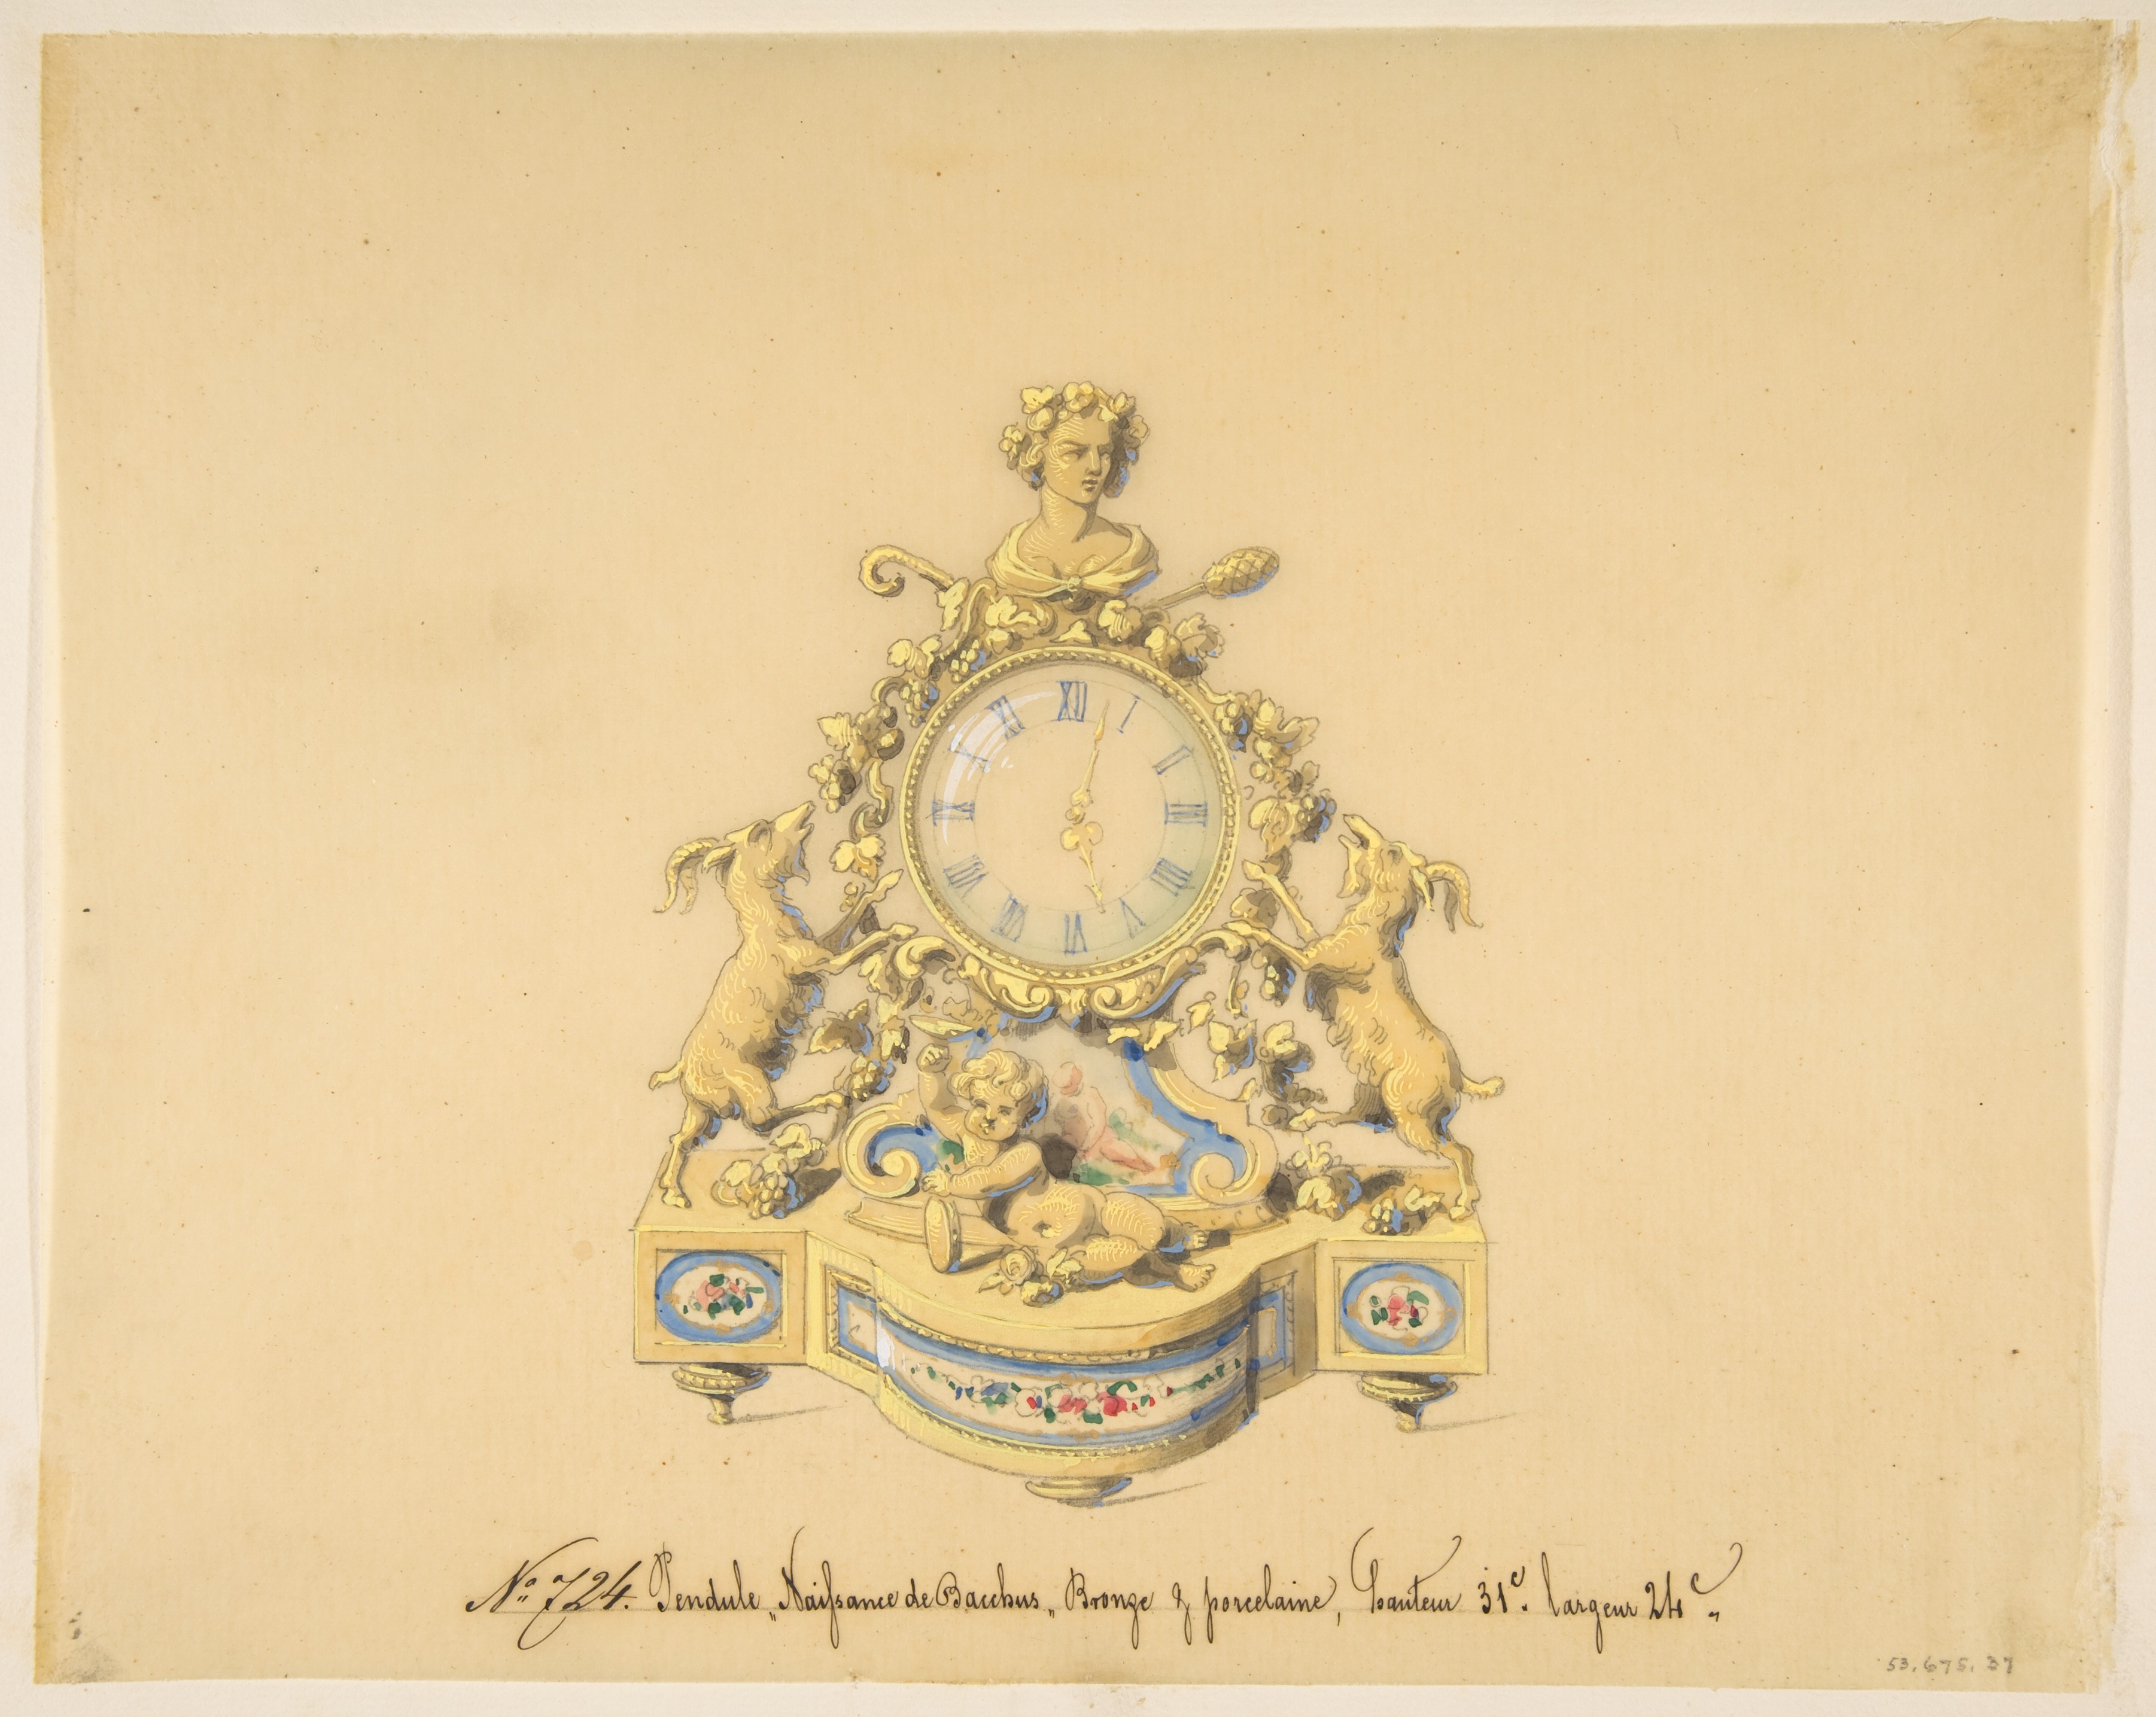 XII
I
II
III
IIII
V
VI
VII
VIII
IX
X
XI
No. 724. Pendule „Naissance de Bacchus„ Bronze & porcelaine, hauteur 31c. largeur 24c„
53.675.37